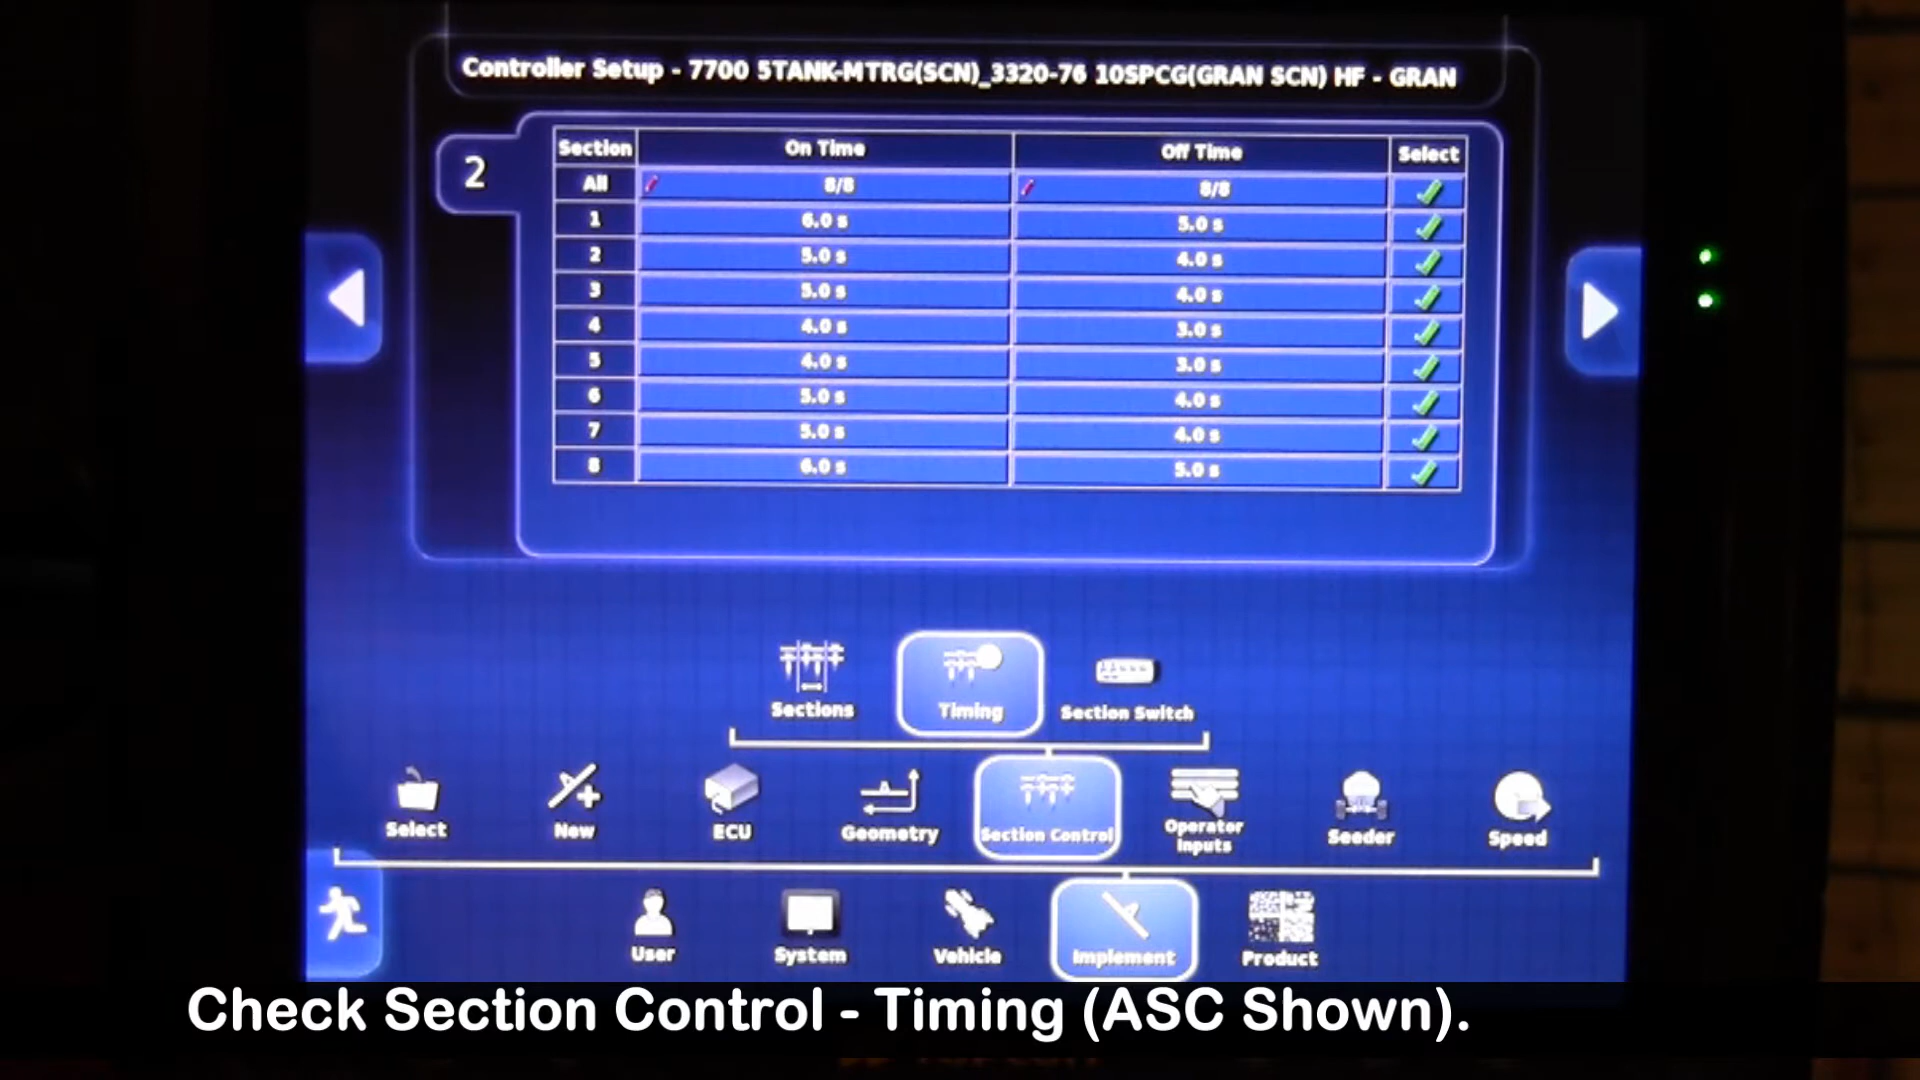 Controller Setup - 7700 5TANK-MTRG(SCN)_3320-76 10SPCG(GRAN SCN) HF - GRAN
2
Section On Time Off Time Select
All 8/8 8/8
1 6.0 s 5.0 s
2 5.0 s 4.0 s
3 5.0 s 4.0 s
4 4.0 s 3.0 s
5 4.0 s 3.0 s
6 5.0 s 4.0 s
7 5.0 s 4.0 s
8 6.0 s 5.0 s
Sections Timing Section Switch
Select New ECU Geometry Section Control Operator Inputs Seeder Speed
User System Vehicle Implement Product
Check Section Control - Timing (ASC Shown).